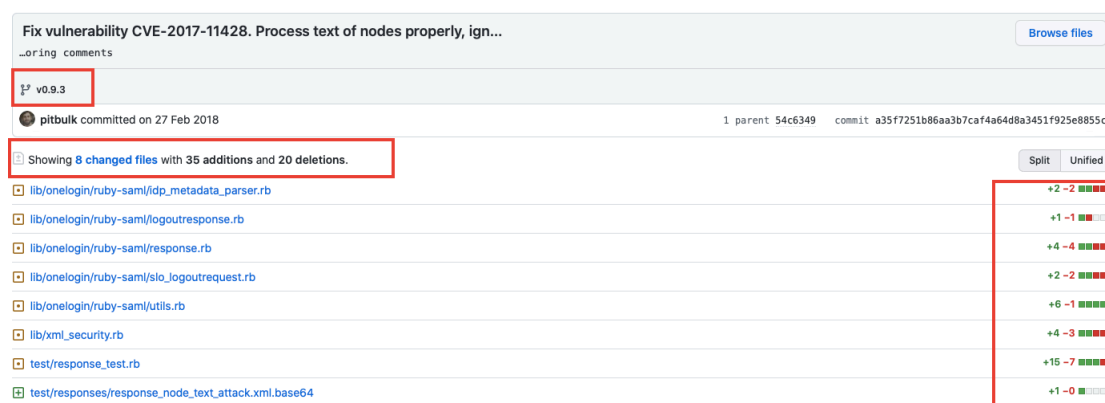 Fix vulnerability CVE-2017-11428. Process text of nodes properly, ign...
Browse files
…oring comments
v0.9.3
pitbulk committed on 27 Feb 2018
1 parent 54c6349 commit a35f7251b86aa3b7caf4a64d8a3451f925e8855c
Showing 8 changed files with 35 additions and 20 deletions.
Split Unified
lib/onelogin/ruby-saml/idp_metadata_parser.rb +2 −2
lib/onelogin/ruby-saml/logoutresponse.rb +1 −1
lib/onelogin/ruby-saml/response.rb +4 −4
lib/onelogin/ruby-saml/slo_logoutrequest.rb +2 −2
lib/onelogin/ruby-saml/utils.rb +6 −1
lib/xml_security.rb +4 −3
test/response_test.rb +15 −7
test/responses/response_node_text_attack.xml.base64 +1 −0